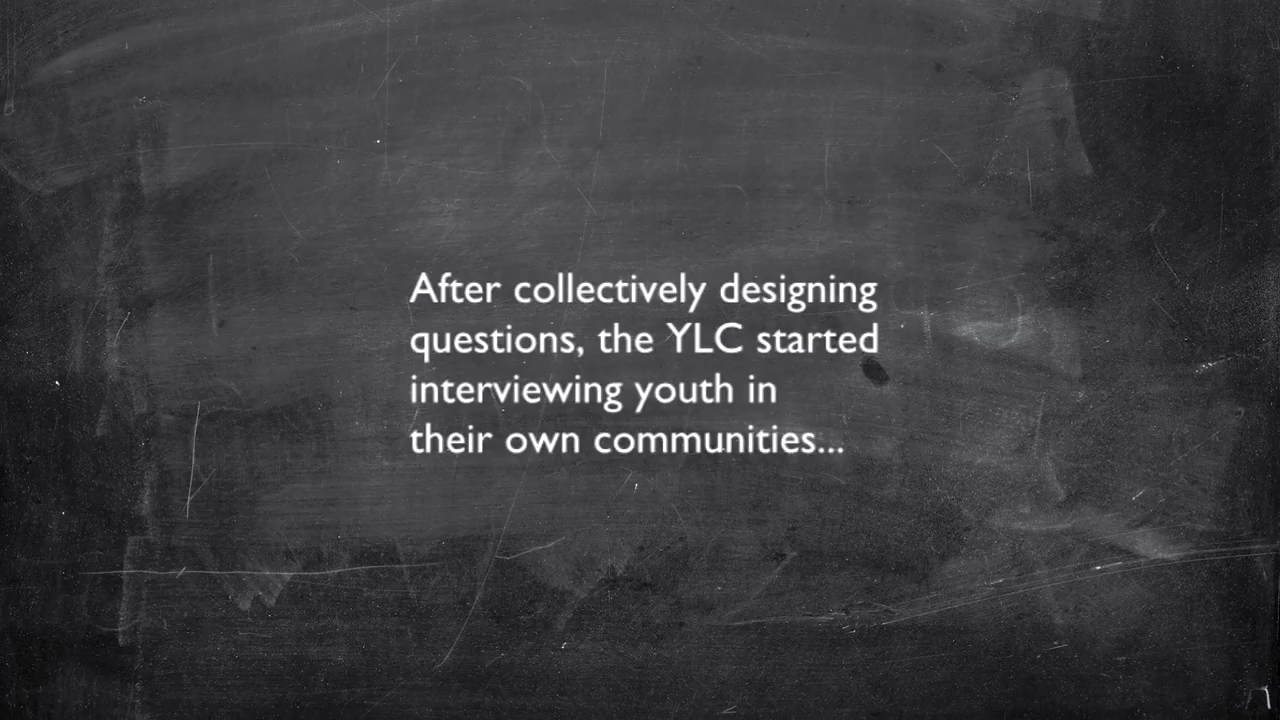 After collectively designing
questions, the YLC started
interviewing youth in
their own communities...